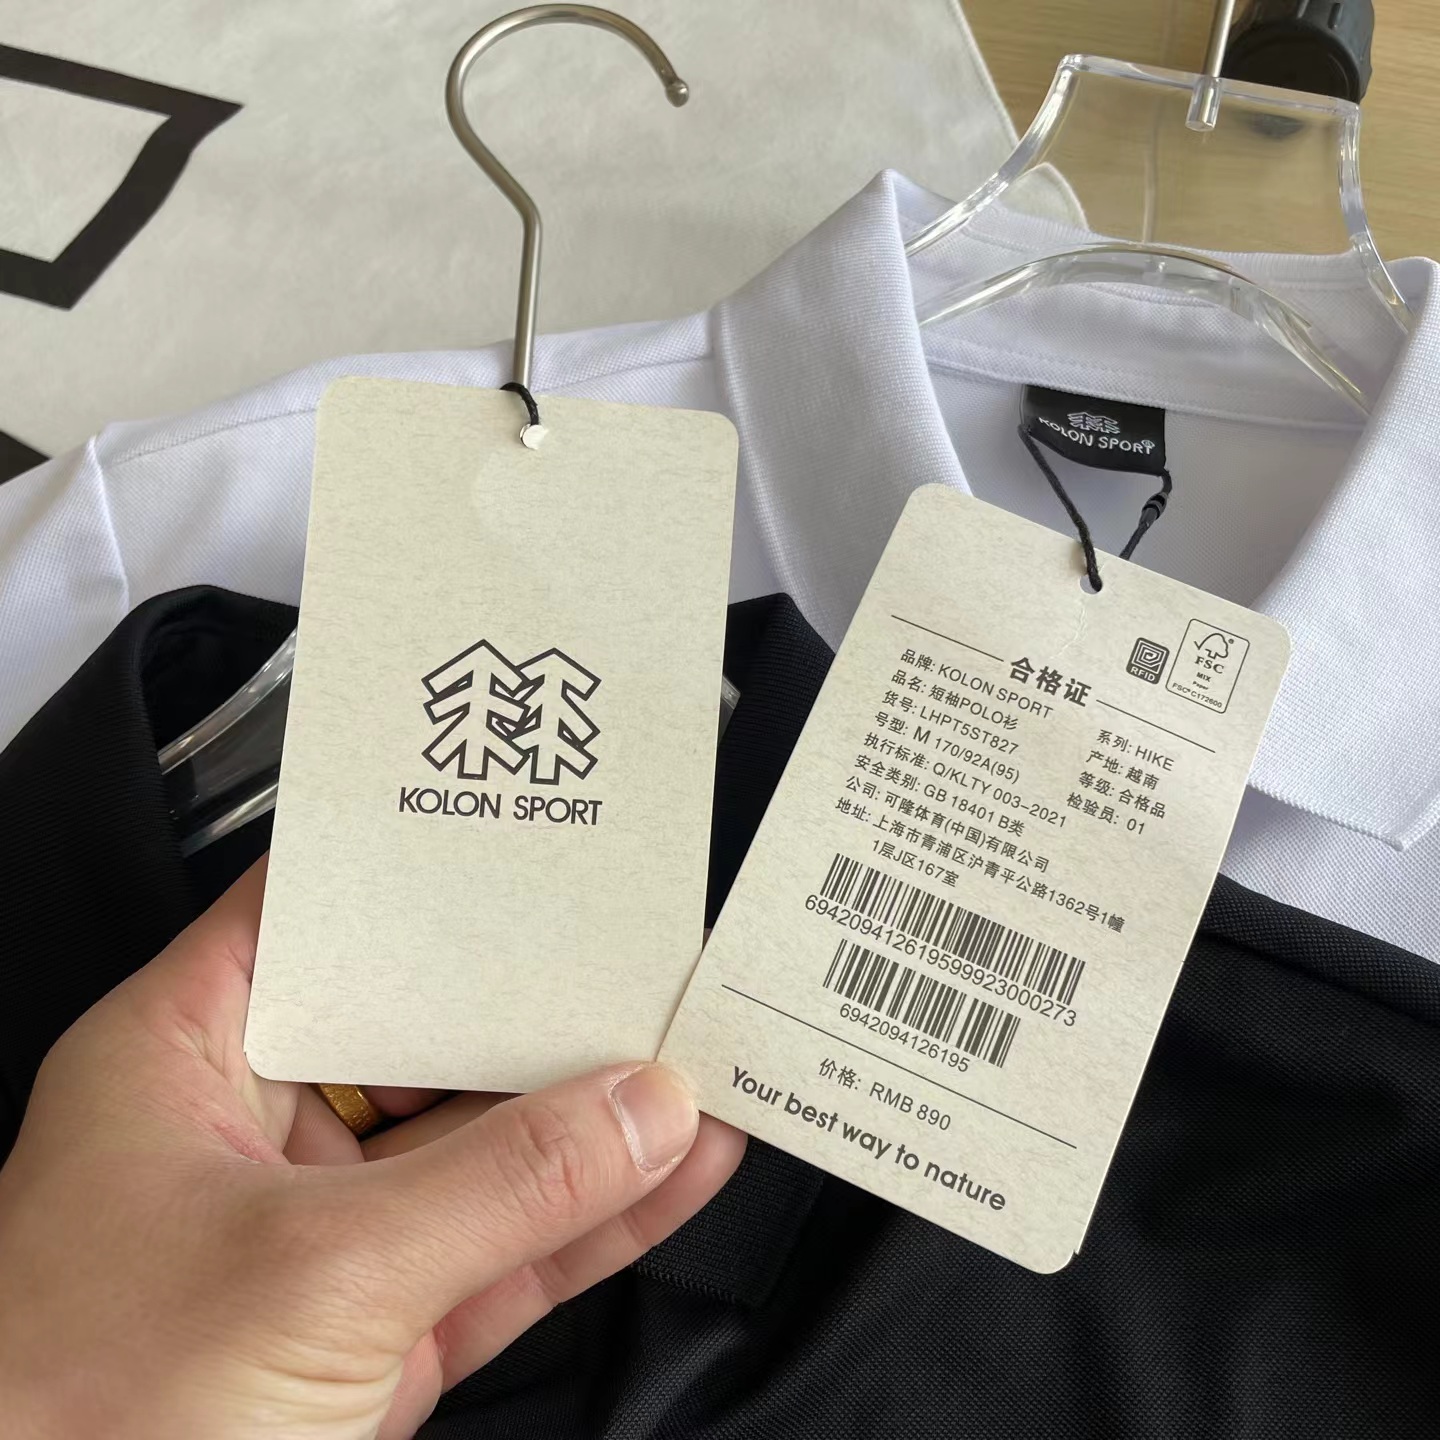 KOLON SPORT
KOLON SPORT
合格证
RFID
FSC
MIX
Paper
FSC® C172600
品牌: KOLON SPORT
品名: 短袖POLO衫
系列: HIKE
货号: LHPT5ST827
产地: 越南
号型: M 170/92A(95)
等级: 合格品
执行标准: Q/KLTY 003-2021
检验员: 01
安全类别: GB 18401 B类
公司: 可隆体育(中国)有限公司
地址: 上海市青浦区沪青平公路1362号1幢
1层J区167室
694209412619599923000273
6942094126195
价格: RMB 890
Your best way to nature